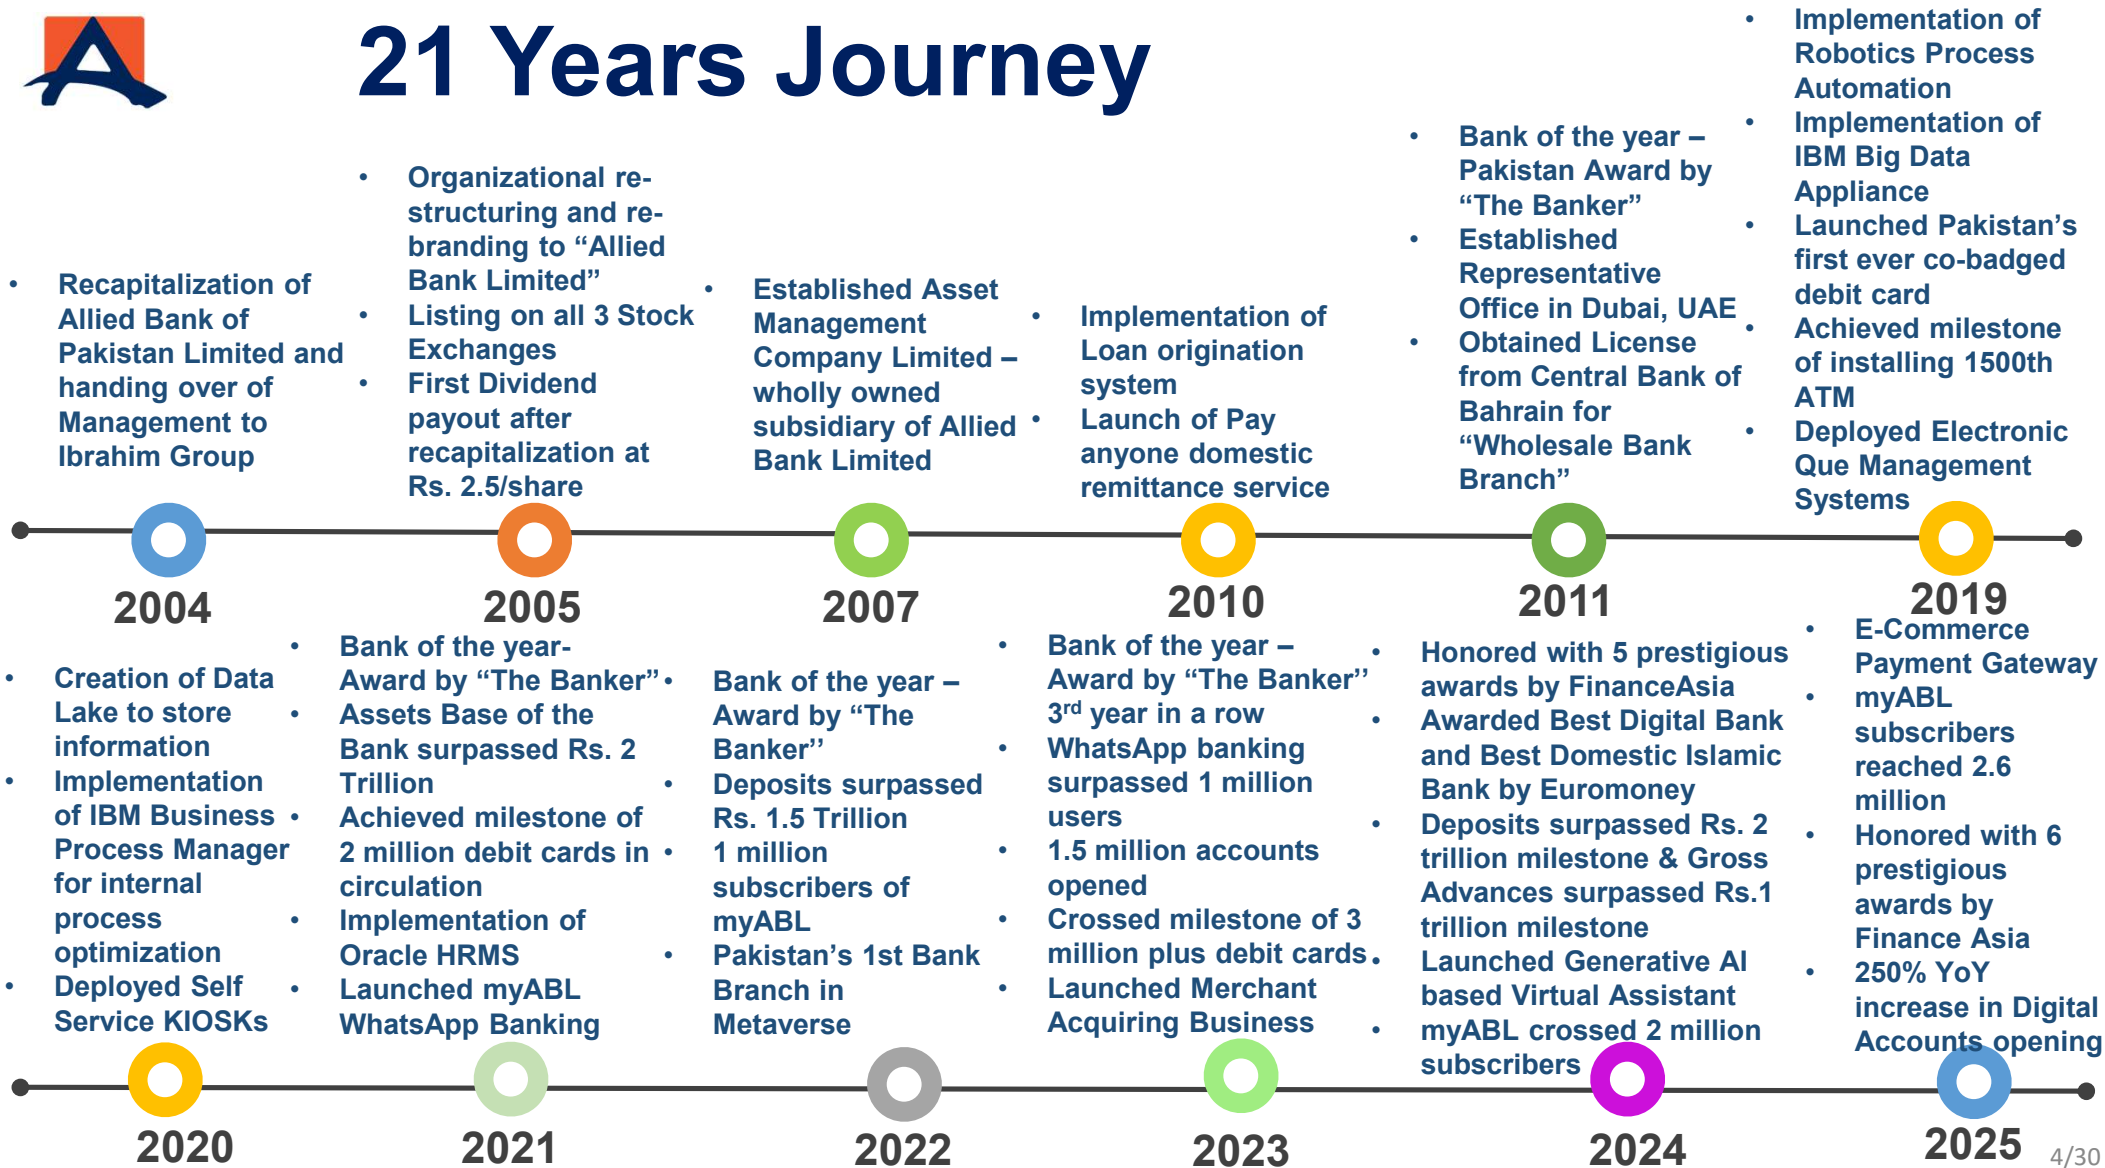 21 Years Journey
• Recapitalization of
Allied Bank of
Pakistan Limited and
handing over of
Management to
Ibrahim Group
2004
• Organizational re-
structuring and re-
branding to “Allied
Bank Limited”
• Listing on all 3 Stock
Exchanges
• First Dividend
payout after
recapitalization at
Rs. 2.5/share
2005
• Established Asset
Management
Company Limited –
wholly owned
subsidiary of Allied
Bank Limited
2007
• Implementation of
Loan origination
system
• Launch of Pay
anyone domestic
remittance service
2010
• Bank of the year –
Pakistan Award by
“The Banker”
• Established
Representative
Office in Dubai, UAE
• Obtained License
from Central Bank of
Bahrain for
“Wholesale Bank
Branch”
2011
• Implementation of
Robotics Process
Automation
• Implementation of
IBM Big Data
Appliance
• Launched Pakistan’s
first ever co-badged
debit card
• Achieved milestone
of installing 1500th
ATM
• Deployed Electronic
Que Management
Systems
2019
• Creation of Data
Lake to store
information
• Implementation
of IBM Business
Process Manager
for internal
process
optimization
• Deployed Self
Service KIOSKs
2020
• Bank of the year-
Award by “The Banker”
• Assets Base of the
Bank surpassed Rs. 2
Trillion
• Achieved milestone of
2 million debit cards in
circulation
• Implementation of
Oracle HRMS
• Launched myABL
WhatsApp Banking
2021
• Bank of the year –
Award by “The
Banker’’
• Deposits surpassed
Rs. 1.5 Trillion
• 1 million
subscribers of
myABL
• Pakistan’s 1st Bank
Branch in
Metaverse
2022
• Bank of the year –
Award by “The Banker’’
3rd year in a row
• WhatsApp banking
surpassed 1 million
users
• 1.5 million accounts
opened
• Crossed milestone of 3
million plus debit cards
• Launched Merchant
Acquiring Business
2023
• Honored with 5 prestigious
awards by FinanceAsia
• Awarded Best Digital Bank
and Best Domestic Islamic
Bank by Euromoney
• Deposits surpassed Rs. 2
trillion milestone & Gross
Advances surpassed Rs.1
trillion milestone
• Launched Generative AI
based Virtual Assistant
• myABL crossed 2 million
subscribers
2024
• E-Commerce
Payment Gateway
• myABL
subscribers
reached 2.6
million
• Honored with 6
prestigious
awards by
Finance Asia
• 250% YoY
increase in Digital
Accounts opening
2025
4/30